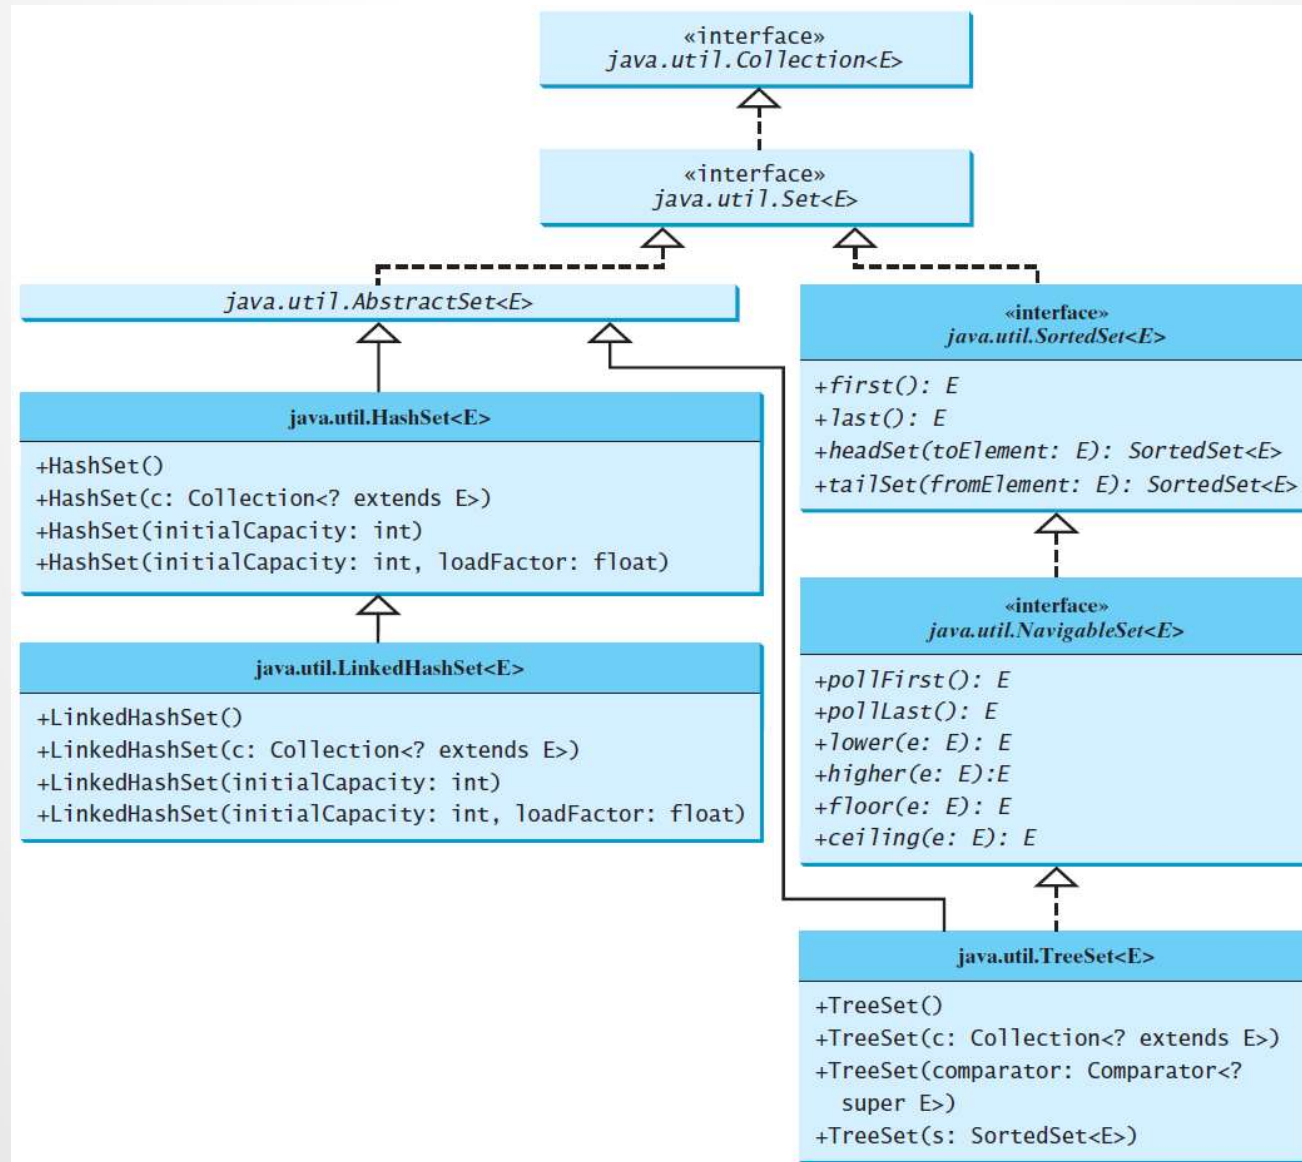 «interface»
java.util.Collection<E>
«interface»
java.util.Set<E>
java.util.AbstractSet<E>
«interface»
java.util.SortedSet<E>
+first(): E
+last(): E
+headSet(toElement: E): SortedSet<E>
+tailSet(fromElement: E): SortedSet<E>
java.util.HashSet<E>
+HashSet()
+HashSet(c: Collection<? extends E>)
+HashSet(initialCapacity: int)
+HashSet(initialCapacity: int, loadFactor: float)
«interface»
java.util.NavigableSet<E>
+pollFirst(): E
+pollLast(): E
+lower(e: E): E
+higher(e: E):E
+floor(e: E): E
+ceiling(e: E): E
java.util.LinkedHashSet<E>
+LinkedHashSet()
+LinkedHashSet(c: Collection<? extends E>)
+LinkedHashSet(initialCapacity: int)
+LinkedHashSet(initialCapacity: int, loadFactor: float)
java.util.TreeSet<E>
+TreeSet()
+TreeSet(c: Collection<? extends E>)
+TreeSet(comparator: Comparator<?
super E>)
+TreeSet(s: SortedSet<E>)